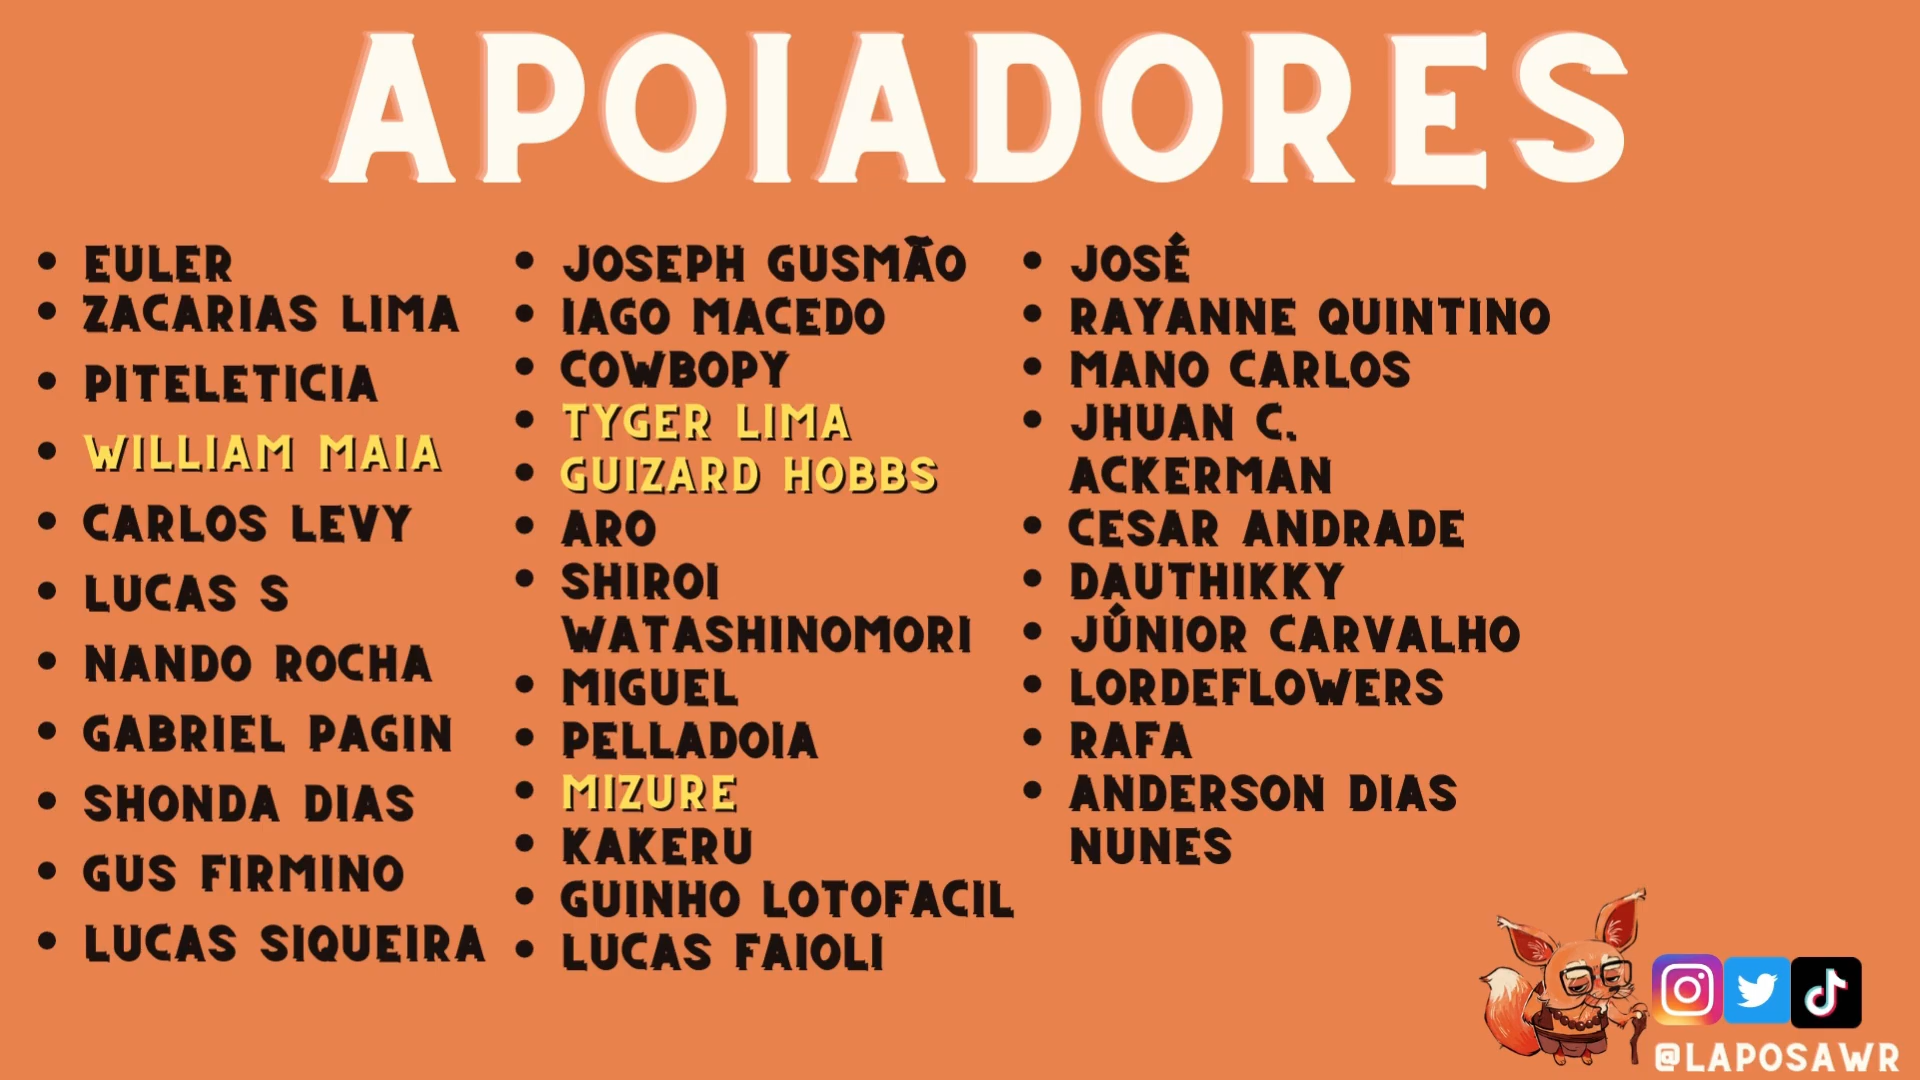 APOIADORES
EULER
ZACARIAS LIMA
PITELETICIA
WILLIAM MAIA
CARLOS LEVY
LUCAS S
NANDO ROCHA
GABRIEL PAGIN
SHONDA DIAS
GUS FIRMINO
LUCAS SIQUEIRA
JOSEPH GUSMÃO
IAGO MACEDO
COWBOPY
TYGER LIMA
GUIZARD HOBBS
ARO
SHIROI
WATASHINOMORI
MIGUEL
PELLADOIA
MIZURE
KAKERU
GUINHO LOTOFACIL
LUCAS FAIOLI
JOSÉ
RAYANNE QUINTINO
MANO CARLOS
JHUAN C.
ACKERMAN
CESAR ANDRADE
DAUTHIKKY
JÚNIOR CARVALHO
LORDEFLOWERS
RAFA
ANDERSON DIAS
NUNES
@LAPOSAWR